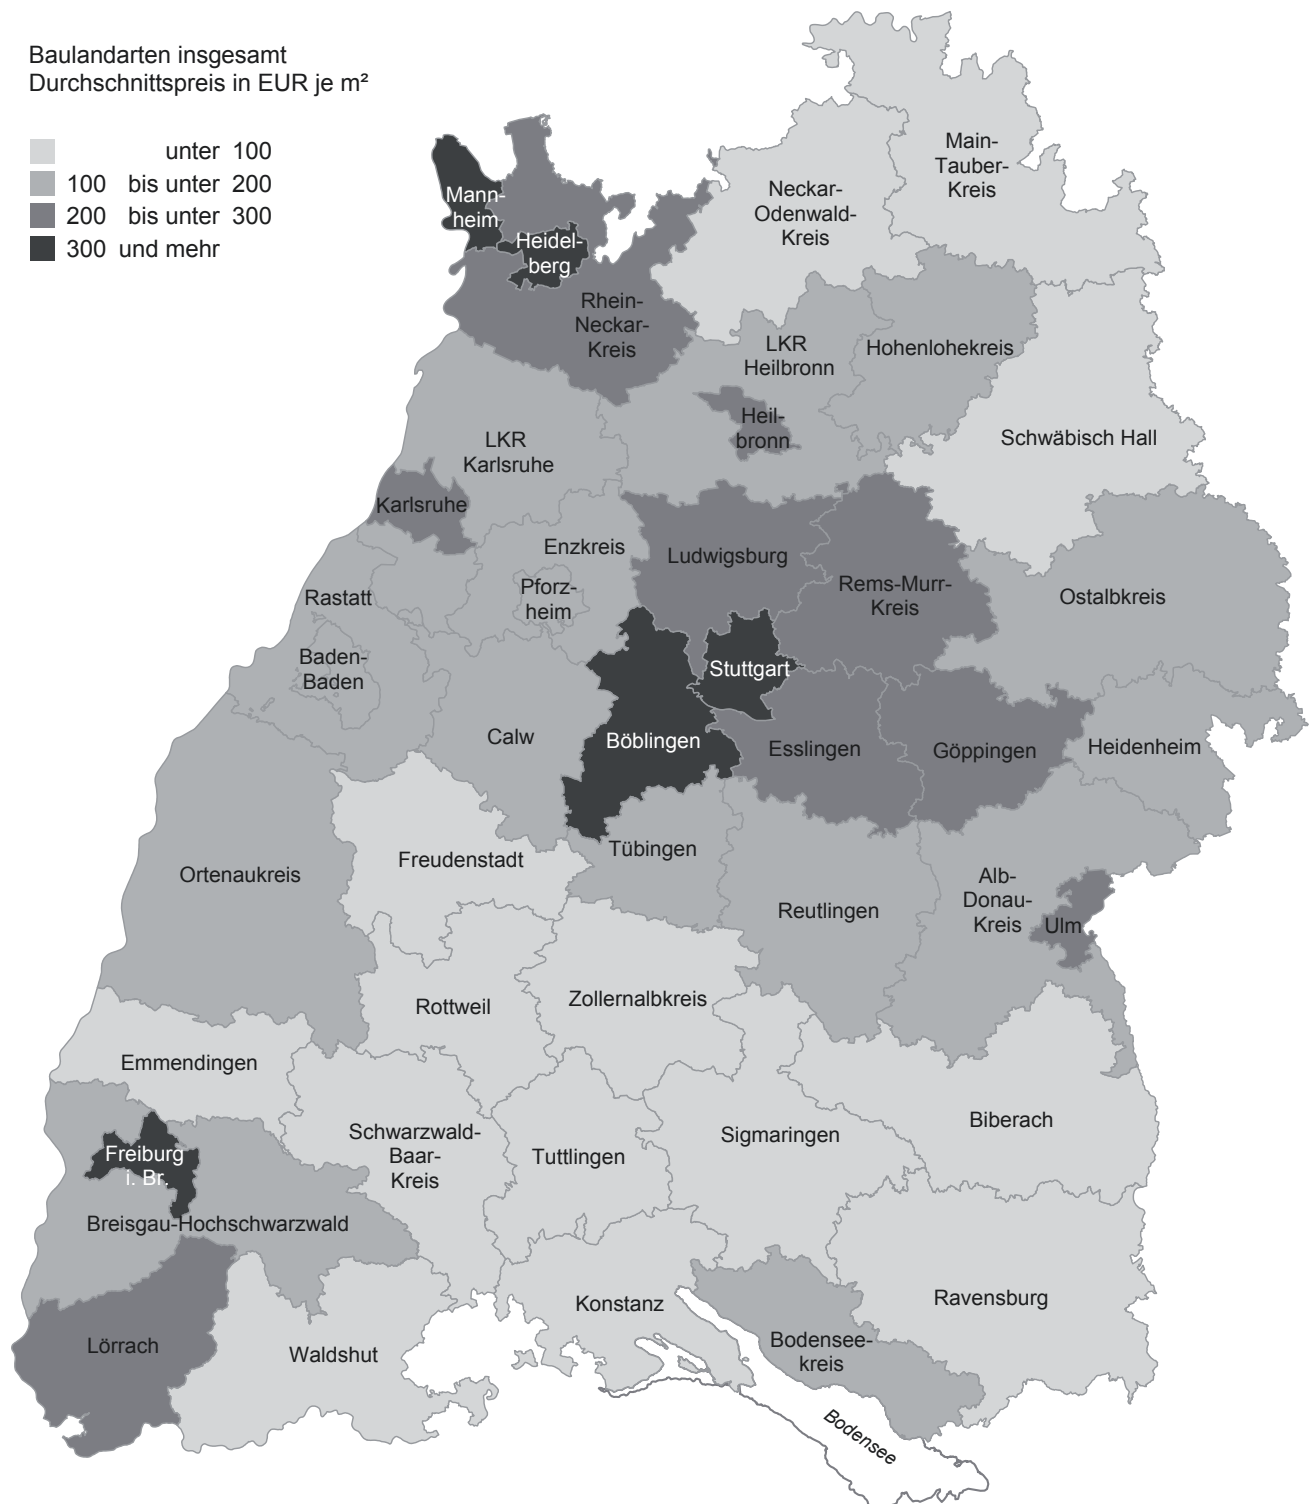 Baulandarten insgesamt
Durchschnittspreis in EUR je m²
unter 100
100 bis unter 200
200 bis unter 300
300 und mehr
Main-
Tauber-
Kreis
Mann-
heim
Neckar-
Odenwald-
Kreis
Heidel-
berg
Rhein-
Neckar-
Kreis
LKR
Heilbronn
Hohenlohekreis
Heil-
bronn
Schwäbisch Hall
LKR
Karlsruhe
Karlsruhe
Enzkreis
Ludwigsburg
Pforz-
heim
Rems-Murr-
Kreis
Ostalbkreis
Rastatt
Baden-
Baden
Stuttgart
Calw
Böblingen
Esslingen
Göppingen
Heidenheim
Tübingen
Freudenstadt
Ortenaukreis
Reutlingen
Alb-
Donau-
Kreis
Ulm
Rottweil
Zollernalbkreis
Emmendingen
Biberach
Schwarzwald-
Baar-
Kreis
Sigmaringen
Tuttlingen
Freiburg
i. Br.
Breisgau-Hochschwarzwald
Konstanz
Ravensburg
Lörrach
Waldshut
Bodensee-
kreis
Bodensee